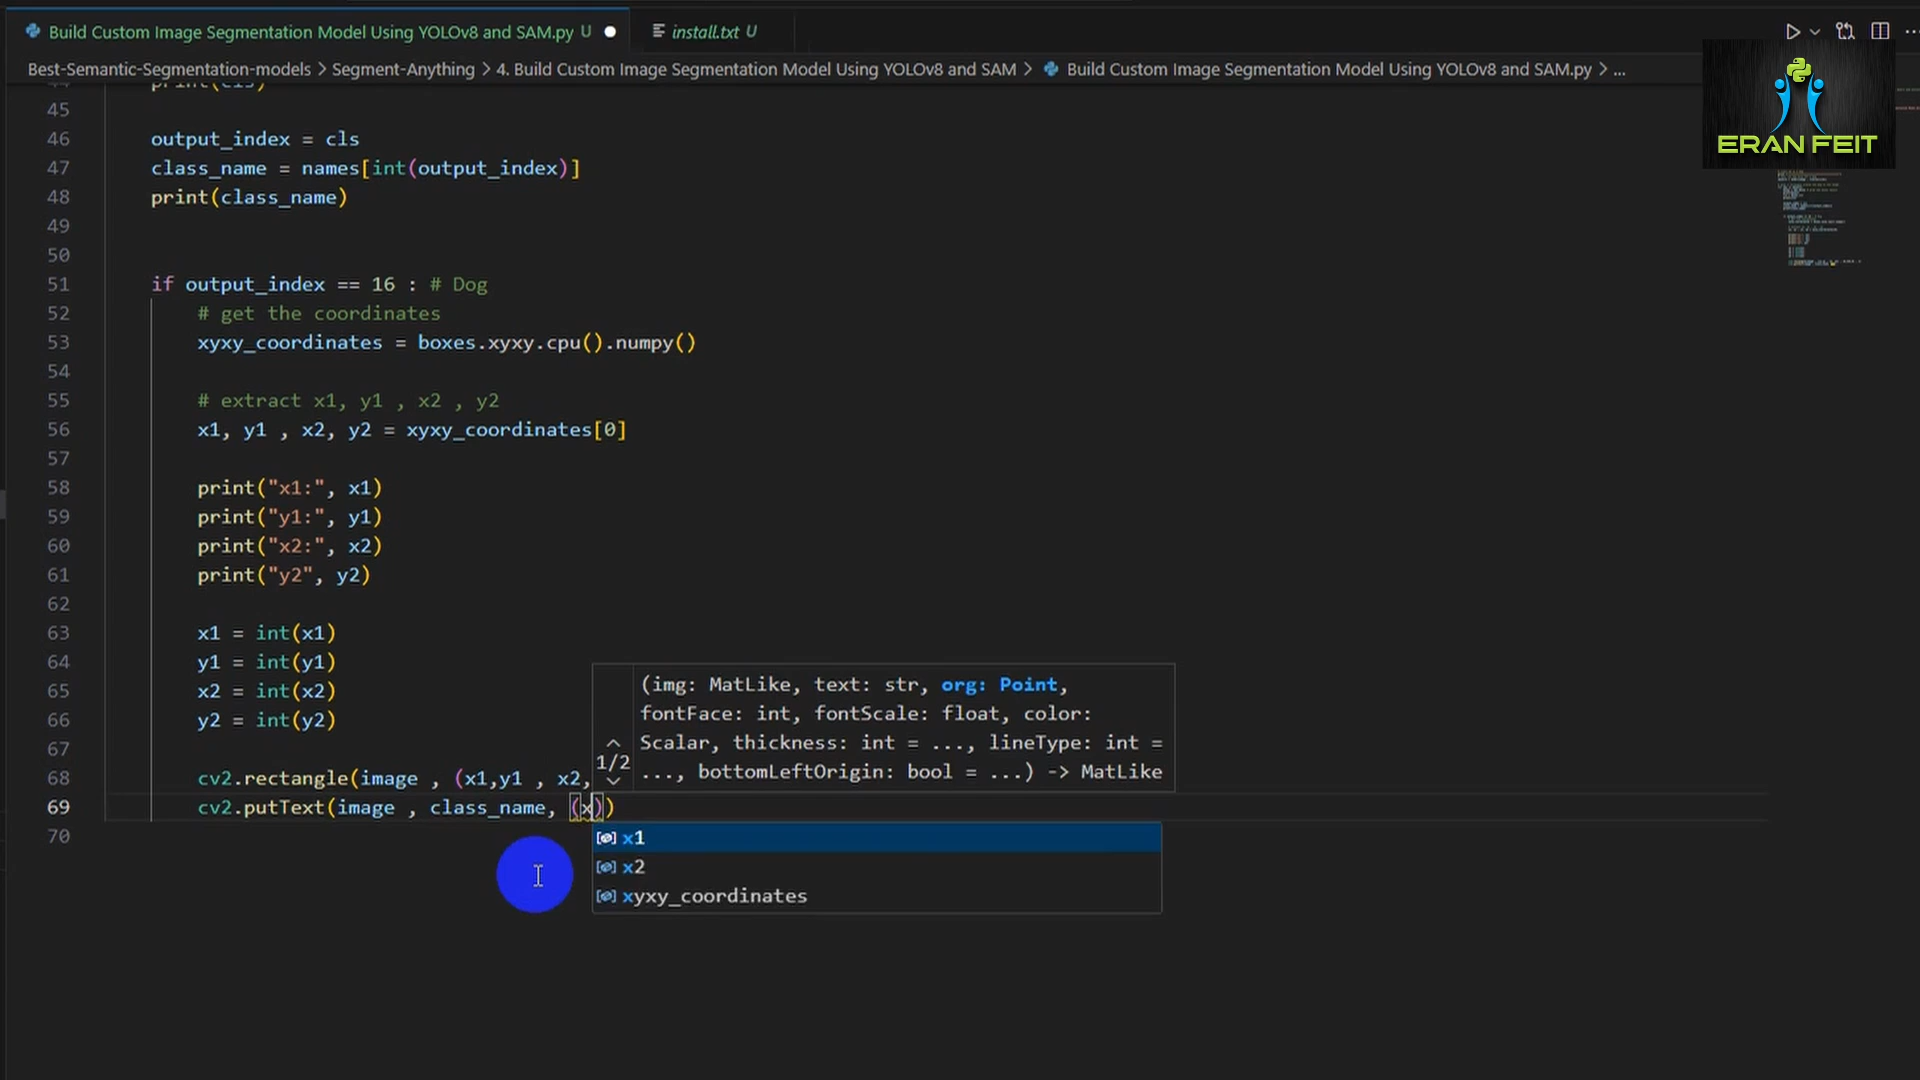 Build Custom Image Segmentation Model Using YOLOv8 and SAM.py U
install.txt U
Best-Semantic-Segmentation-models > Segment-Anything > 4. Build Custom Image Segmentation Model Using YOLOv8 and SAM > Build Custom Image Segmentation Model Using YOLOv8 and SAM.py > ...
ERAN FEIT
44 print(cls)
45
46 output_index = cls
47 class_name = names[int(output_index)]
48 print(class_name)
49
50
51 if output_index == 16 : # Dog
52 # get the coordinates
53 xyxy_coordinates = boxes.xyxy.cpu().numpy()
54
55 # extract x1, y1 , x2 , y2
56 x1, y1 , x2, y2 = xyxy_coordinates[0]
57
58 print("x1:", x1)
59 print("y1:", y1)
60 print("x2:", x2)
61 print("y2", y2)
62
63 x1 = int(x1)
64 y1 = int(y1)
65 x2 = int(x2)
66 y2 = int(y2)
67
68 cv2.rectangle(image , (x1,y1 , x2,
69 cv2.putText(image , class_name, (x))
70
(img: MatLike, text: str, org: Point,
fontFace: int, fontScale: float, color:
Scalar, thickness: int = ..., lineType: int =
1/2
..., bottomLeftOrigin: bool = ...) -> MatLike
x1
x2
xyxy_coordinates